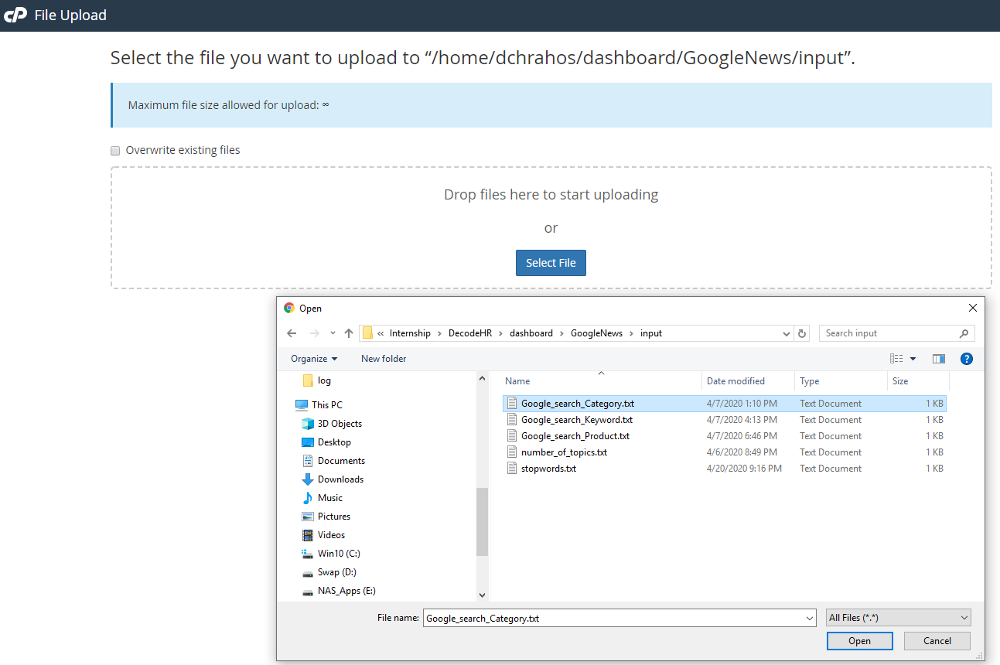 cP File Upload
Select the file you want to upload to “/home/dchrahos/dashboard/GoogleNews/input”.
Maximum file size allowed for upload: ∞
Overwrite existing files
Drop files here to start uploading
or
Select File
Open
« Internship > DecodeHR > dashboard > GoogleNews > input
Search input
Organize
New folder
?
log
This PC
3D Objects
Desktop
Documents
Downloads
Music
Pictures
Videos
Win10 (C:)
Swap (D:)
NAS_Apps (E:)
Name Date modified Type Size
Google_search_Category.txt 4/7/2020 1:10 PM Text Document 1 KB
Google_search_Keyword.txt 4/7/2020 4:13 PM Text Document 1 KB
Google_search_Product.txt 4/7/2020 6:46 PM Text Document 1 KB
number_of_topics.txt 4/6/2020 8:49 PM Text Document 1 KB
stopwords.txt 4/20/2020 9:16 PM Text Document 1 KB
File name: Google_search_Category.txt
All Files (*.*)
Open
Cancel